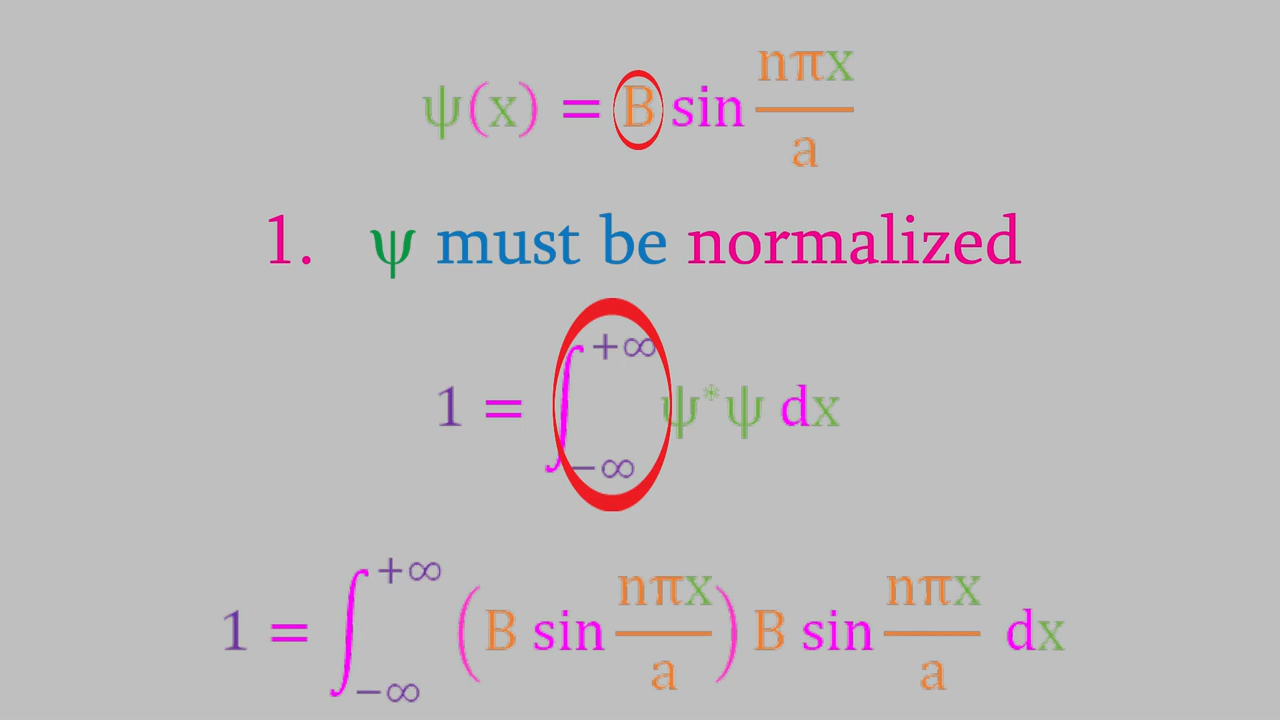 ψ(x) = B sin nπx/a
1. ψ must be normalized
1 = ∫_{-∞}^{+∞} ψ*ψ dx
1 = ∫_{-∞}^{+∞} (B sin nπx/a) B sin nπx/a dx